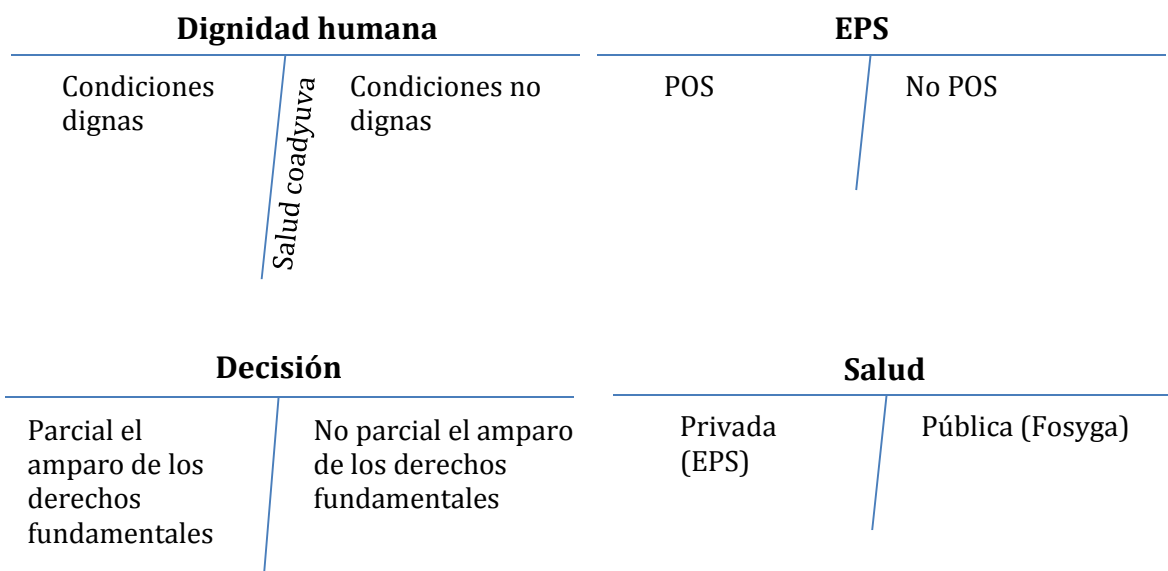 Dignidad humana
Condiciones
dignas
Salud coadyuva
Condiciones no
dignas
EPS
POS
No POS
Decisión
Parcial el
amparo de los
derechos
fundamentales
No parcial el amparo
de los derechos
fundamentales
Salud
Privada
(EPS)
Pública (Fosyga)